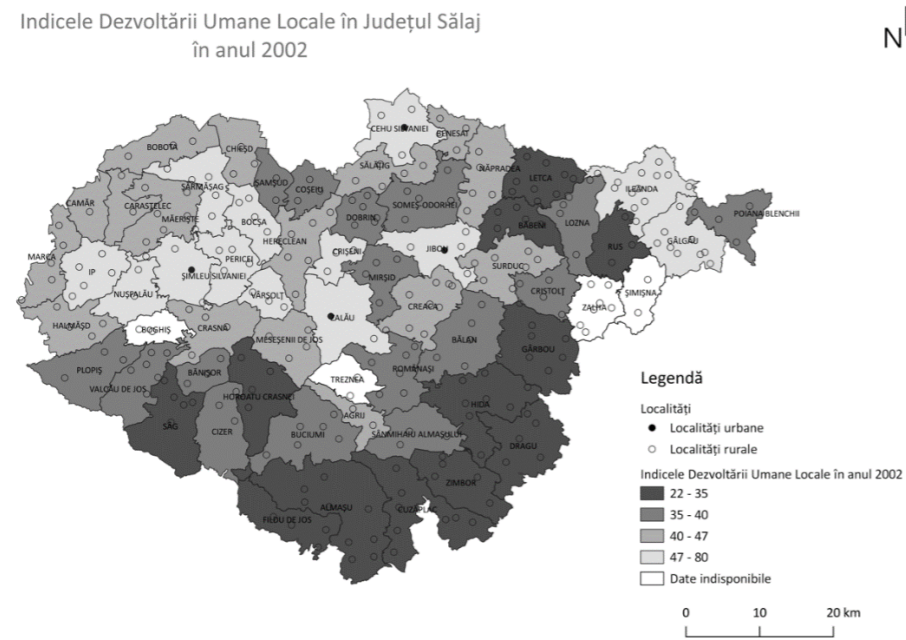 Indicele Dezvoltării Umane Locale în Județul Sălaj
în anul 2002
N
CEHU SILVANIEI
BENESAT
BOBOTA
CHIEȘD
SĂLĂȚIG
NĂPRADEA
LETCA
ILEANDA
ȘĂRMĂȘAG
ȘAMȘUD
COȘEIU
CAMĂR
CARASTELEC
SOMEȘ-ODORHEI
POIANA BLENCHII
MĂERIȘTE
BOCȘA
DOBRIN
BĂBENI
LOZNA
HERECLEAN
GÂLGĂU
RUS
CRIȘENI
JIBOU
MARCA
PERICEI
IP
ȘIMLEU SILVANIEI
MIRȘID
SURDUC
CRISTOLȚ
ȘIMIȘNA
NUȘFALĂU
VÂRȘOLȚ
CREACA
ZALHA
ZALĂU
HALMĂȘD
BOGHIȘ
CRASNA
MESEȘENII DE JOS
BĂLAN
GÂRBOU
PLOPIȘ
BĂNIȘOR
TREZNEA
ROMÂNAȘI
VALCĂU DE JOS
HOROATU CRASNEI
HIDA
AGRIJ
SÂG
CIZER
BUCIUMI
SÂNMIHAIU ALMAȘULUI
DRAGU
ZIMBOR
ALMAȘU
CUZĂPLAC
FILDU DE JOS
Legendă
Localități
Localități urbane
Localități rurale
Indicele Dezvoltării Umane Locale în anul 2002
22 - 35
35 - 40
40 - 47
47 - 80
Date indisponibile
0 10 20 km